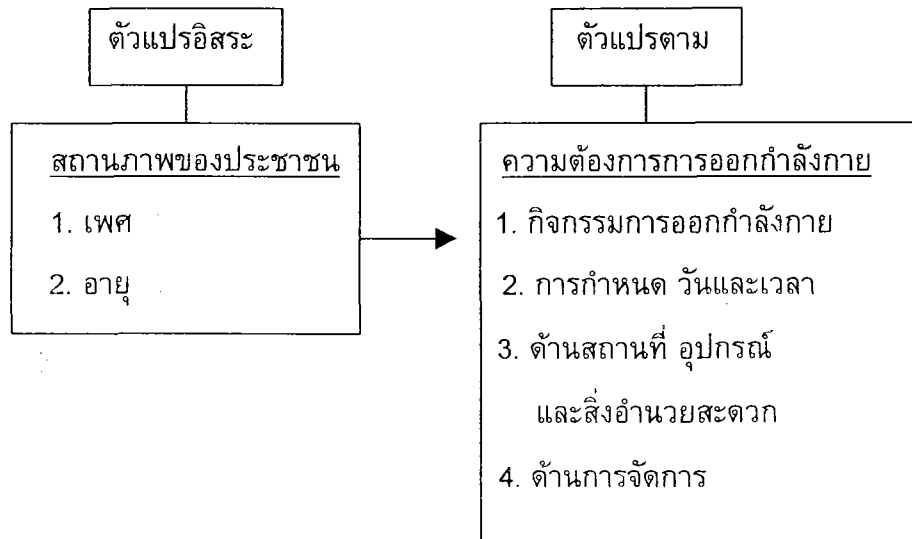 ตัวแปรอิสระ
สถานภาพของประชาชน
1. เพศ
2. อายุ
ตัวแปรตาม
ความต้องการการออกกำลังกาย
1. กิจกรรมการออกกำลังกาย
2. การกำหนด วันและเวลา
3. ด้านสถานที่ อุปกรณ์
และสิ่งอำนวยสะดวก
4. ด้านการจัดการ